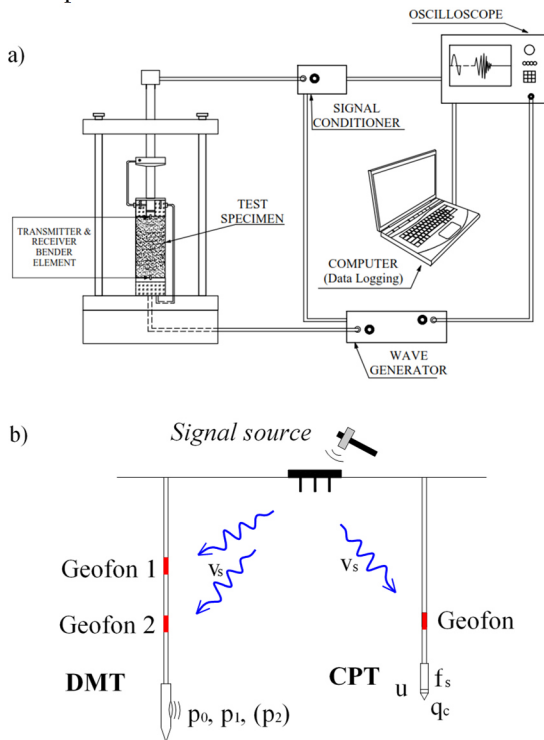 OSCILLOSCOPE
a)
SIGNAL
CONDITIONER
TEST
SPECIMEN
TRANSMITTER &
RECEIVER
BENDER
ELEMENT
COMPUTER
(Data Logging)
WAVE
GENERATOR
b)
Signal source
Geofon 1
vs
vs
Geofon 2
Geofon
DMT
CPT
fs
u
qc
p0, p1, (p2)